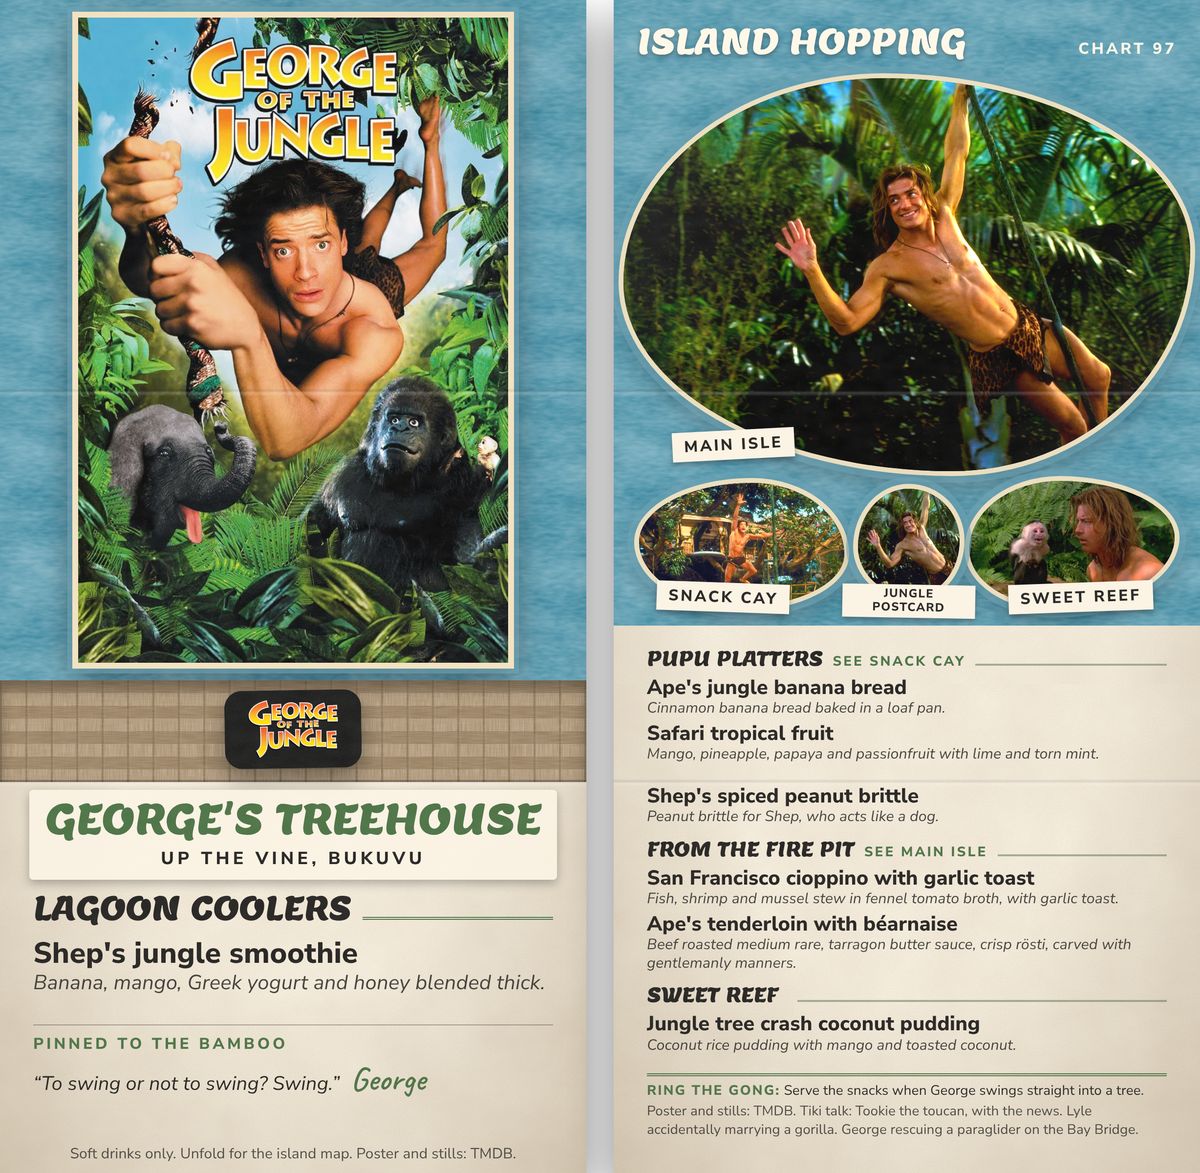 GEORGE
OF THE
JUNGLE
GEORGE
OF THE
JUNGLE
GEORGE'S TREEHOUSE
UP THE VINE, BUKUVU
LAGOON COOLERS
Shep's jungle smoothie
Banana, mango, Greek yogurt and honey blended thick.
PINNED TO THE BAMBOO
“To swing or not to swing? Swing.” George
Soft drinks only. Unfold for the island map. Poster and stills: TMDB.
ISLAND HOPPING
CHART 97
MAIN ISLE
SNACK CAY
JUNGLE
POSTCARD
SWEET REEF
PUPU PLATTERS SEE SNACK CAY
Ape's jungle banana bread
Cinnamon banana bread baked in a loaf pan.
Safari tropical fruit
Mango, pineapple, papaya and passionfruit with lime and torn mint.
Shep's spiced peanut brittle
Peanut brittle for Shep, who acts like a dog.
FROM THE FIRE PIT SEE MAIN ISLE
San Francisco cioppino with garlic toast
Fish, shrimp and mussel stew in fennel tomato broth, with garlic toast.
Ape's tenderloin with béarnaise
Beef roasted medium rare, tarragon butter sauce, crisp rösti, carved with
gentlemanly manners.
SWEET REEF
Jungle tree crash coconut pudding
Coconut rice pudding with mango and toasted coconut.
RING THE GONG: Serve the snacks when George swings straight into a tree.
Poster and stills: TMDB. Tiki talk: Tookie the toucan, with the news. Lyle
accidentally marrying a gorilla. George rescuing a paraglider on the Bay Bridge.